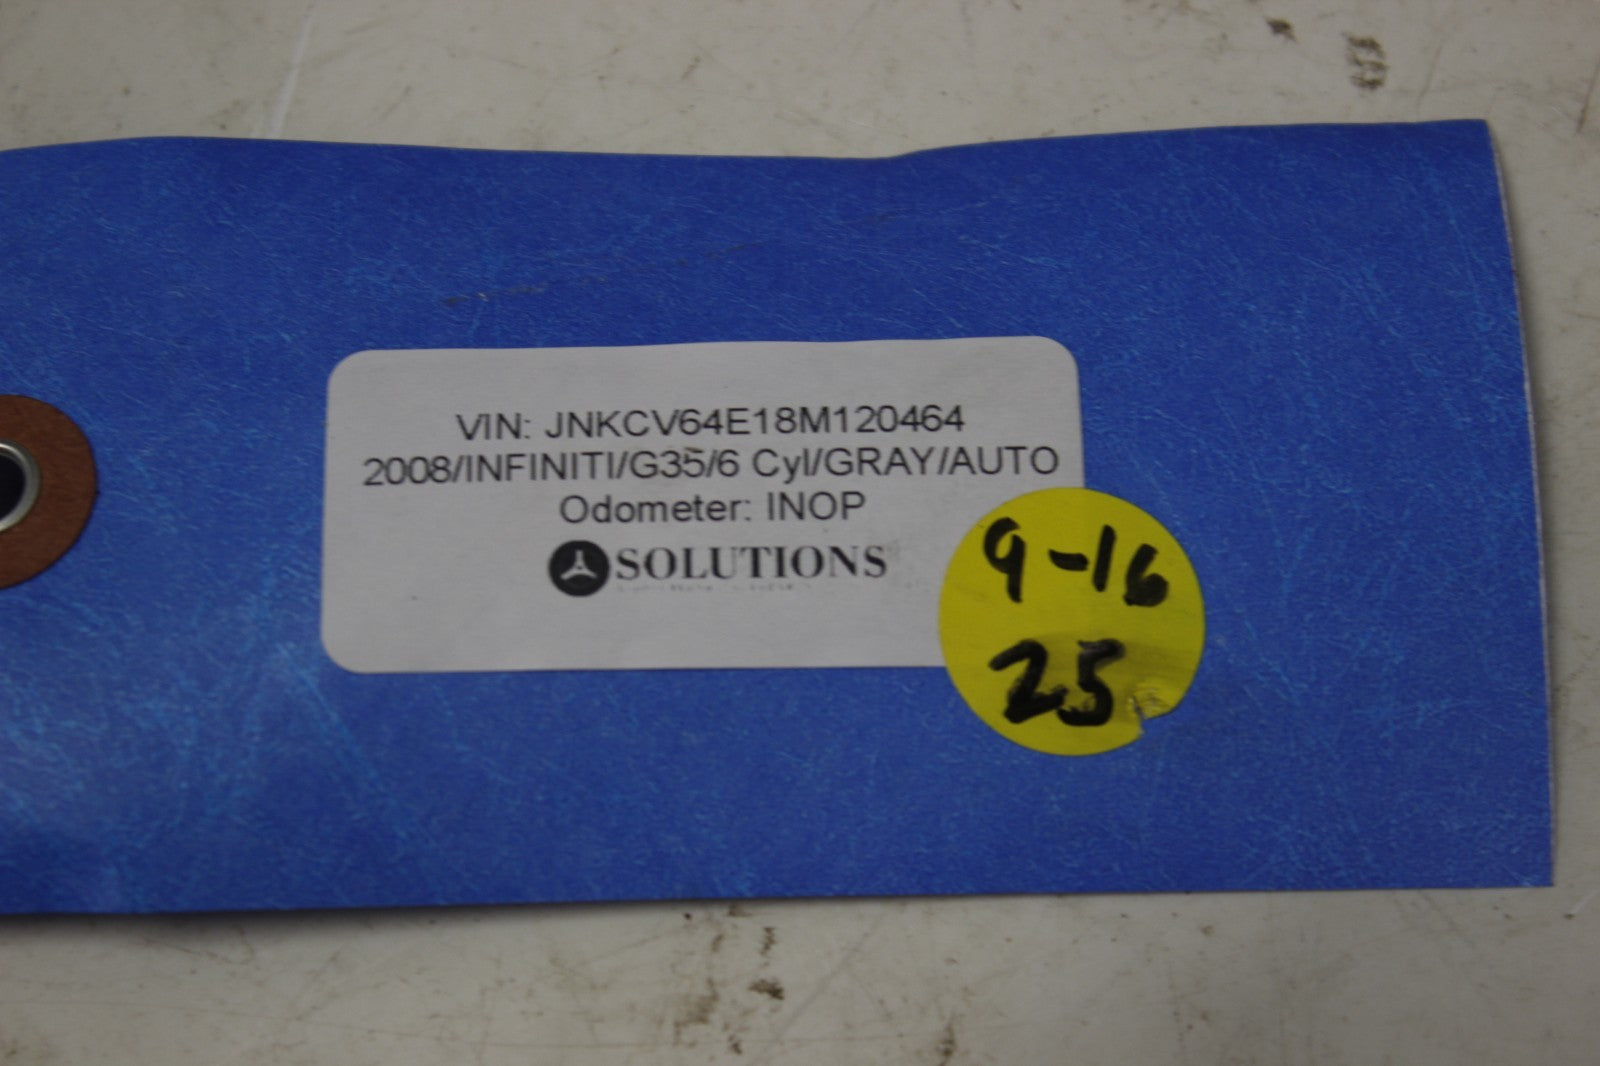 VIN: JNKCV64E18M120464
2008/INFINITI/G35/6 Cyl/GRAY/AUTO
Odometer: INOP
SOLUTIONS
9-16
25